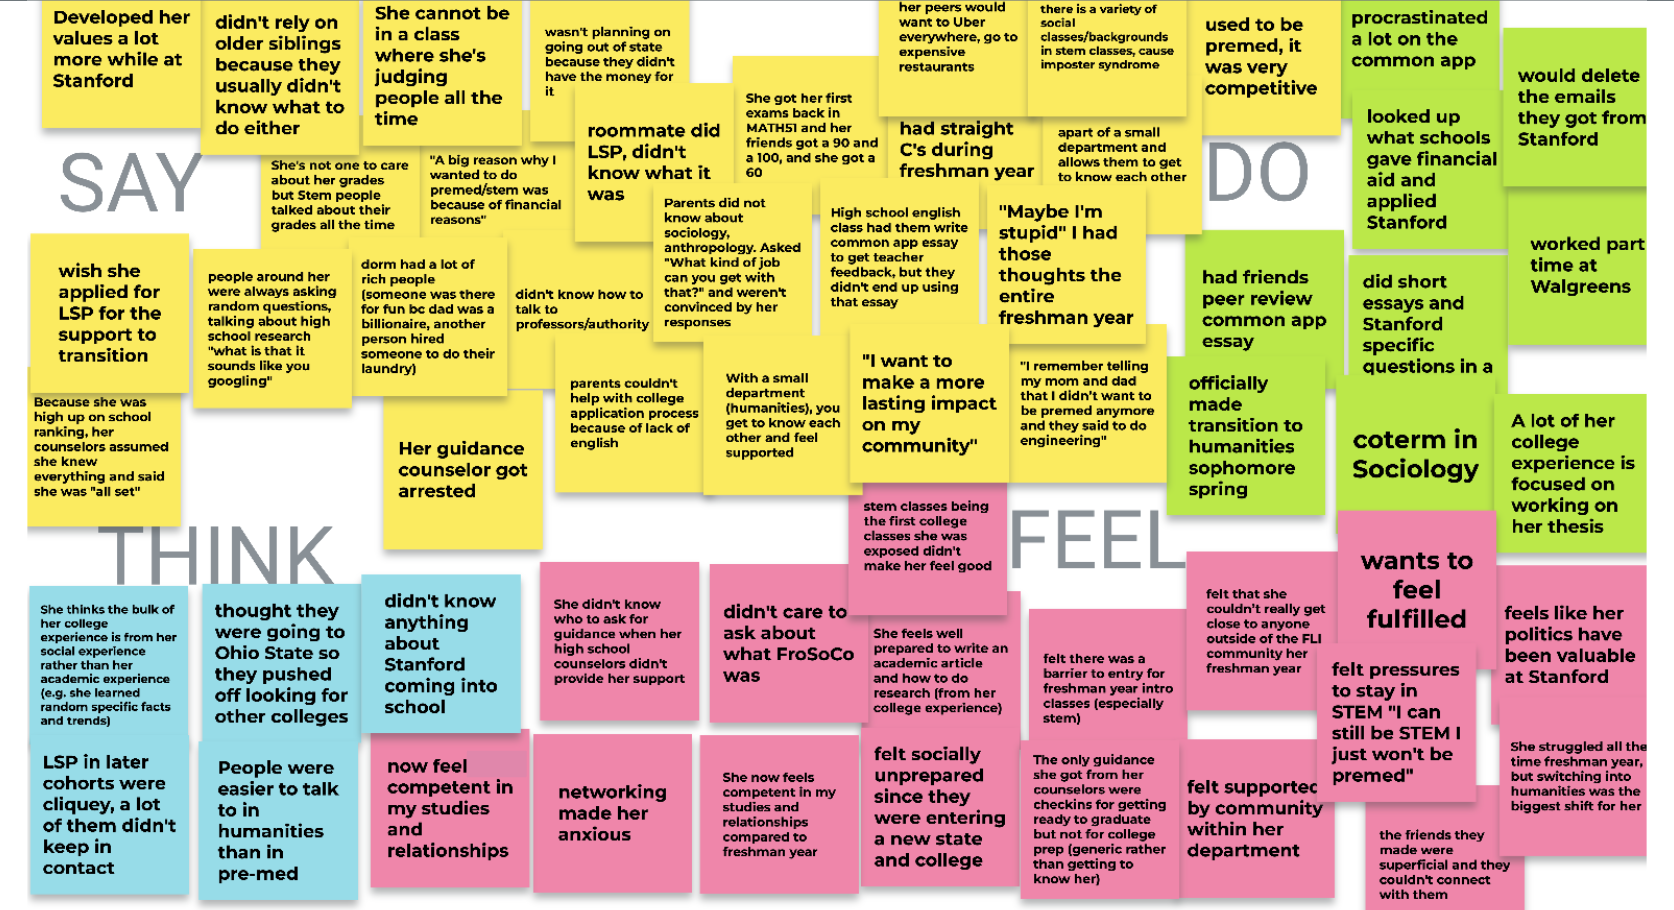 Developed her
values a lot
more while at
Stanford
didn't rely on
older siblings
because they
usually didn't
know what to
do either
She cannot be
in a class
where she's
judging
people all the
time
wasn't planning on
going out of state
because they didn't
have the money for
it
roommate did
LSP, didn't
know what it
was
She got her first
exams back in
MATH51 and her
friends got a 90 and
a 100, and she got a
60
her peers would
want to Uber
everywhere, go to
expensive
restaurants
there is a variety of
social
classes/backgrounds
in stem classes, cause
imposter syndrome
used to be
premed, it
was very
competitive
had straight
C's during
freshman year
apart of a small
department and
allows them to get
to know each other
SAY
She's not one to care
about her grades
but Stem people
talked about their
grades all the time
"A big reason why I
wanted to do
premed/stem was
because of financial
reasons"
Parents did not
know about
sociology,
anthropology. Asked
"What kind of job
can you get with
that?" and weren't
convinced by her
responses
High school english
class had them write
common app essay
to get teacher
feedback, but they
didn't end up using
that essay
"Maybe I'm
stupid" I had
those
thoughts the
entire
freshman year
wish she
applied for
LSP for the
support to
transition
people around her
were always asking
random questions,
talking about high
school research
"what is that it
sounds like you
googling"
dorm had a lot of
rich people
(someone was there
for fun bc dad was a
billionaire, another
person hired
someone to do their
laundry)
didn't know how to
talk to
professors/authority
Because she was
high up on school
ranking, her
counselors assumed
she knew
everything and said
she was "all set"
Her guidance
counselor got
arrested
parents couldn't
help with college
application process
because of lack of
english
With a small
department
(humanities), you
get to know each
other and feel
supported
"I want to
make a more
lasting impact
on my
community"
"I remember telling
my mom and dad
that I didn't want to
be premed anymore
and they said to do
engineering"
DO
procrastinated
a lot on the
common app
would delete
the emails
they got from
Stanford
looked up
what schools
gave financial
aid and
applied
Stanford
worked part
time at
Walgreens
had friends
peer review
common app
essay
did short
essays and
Stanford
specific
questions in a
officially
made
transition to
humanities
sophomore
spring
coterm in
Sociology
A lot of her
college
experience is
focused on
working on
her thesis
THINK
She thinks the bulk of
her college
experience is from her
social experience
rather than her
academic experience
(e.g. she learned
random specific facts
and trends)
thought they
were going to
Ohio State so
they pushed
off looking for
other colleges
didn't know
anything
about
Stanford
coming into
school
LSP in later
cohorts were
cliquey, a lot
of them didn't
keep in
contact
People were
easier to talk
to in
humanities
than in
pre-med
FEEL
stem classes being
the first college
classes she was
exposed didn't
make her feel good
She didn't know
who to ask for
guidance when her
high school
counselors didn't
provide her support
didn't care to
ask about
what FroSoCo
was
She feels well
prepared to write an
academic article
and how to do
research (from her
college experience)
felt there was a
barrier to entry for
freshman year intro
classes (especially
stem)
felt that she
couldn't really get
close to anyone
outside of the FLI
community her
freshman year
wants to
feel
fulfilled
feels like her
politics have
been valuable
at Stanford
felt pressures
to stay in
STEM "I can
still be STEM I
just won't be
premed"
now feel
competent in
my studies
and
relationships
networking
made her
anxious
She now feels
competent in my
studies and
relationships
compared to
freshman year
felt socially
unprepared
since they
were entering
a new state
and college
The only guidance
she got from her
counselors were
checkins for getting
ready to graduate
but not for college
prep (generic rather
than getting to
know her)
felt supported
by community
within her
department
She struggled all the
time freshman year,
but switching into
humanities was the
biggest shift for her
the friends they
made were
superficial and they
couldn't connect
with them